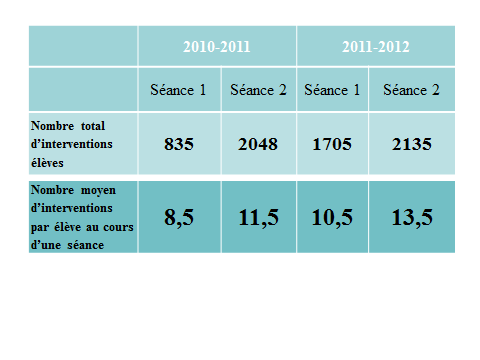 2010-2011 2011-2012
Séance 1 Séance 2 Séance 1 Séance 2
Nombre total
d'interventions
élèves
835 2048 1705 2135
Nombre moyen
d'interventions
par élève au cours
d'une séance
8,5 11,5 10,5 13,5